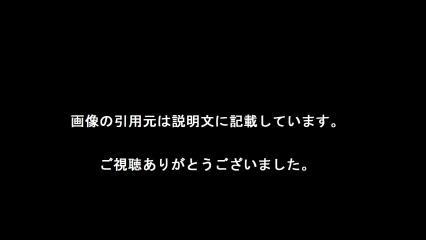 画像の引用元は説明文に記載しています。
ご視聴ありがとうございました。